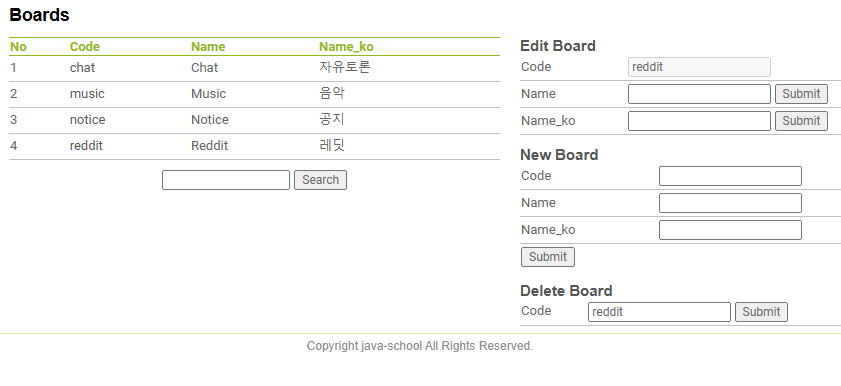 Boards
No Code Name Name_ko
1 chat Chat 자유토론
2 music Music 음악
3 notice Notice 공지
4 reddit Reddit 레딧
Search
Edit Board
Code reddit
Name Submit
Name_ko Submit
New Board
Code
Name
Name_ko
Submit
Delete Board
Code reddit Submit
Copyright java-school All Rights Reserved.